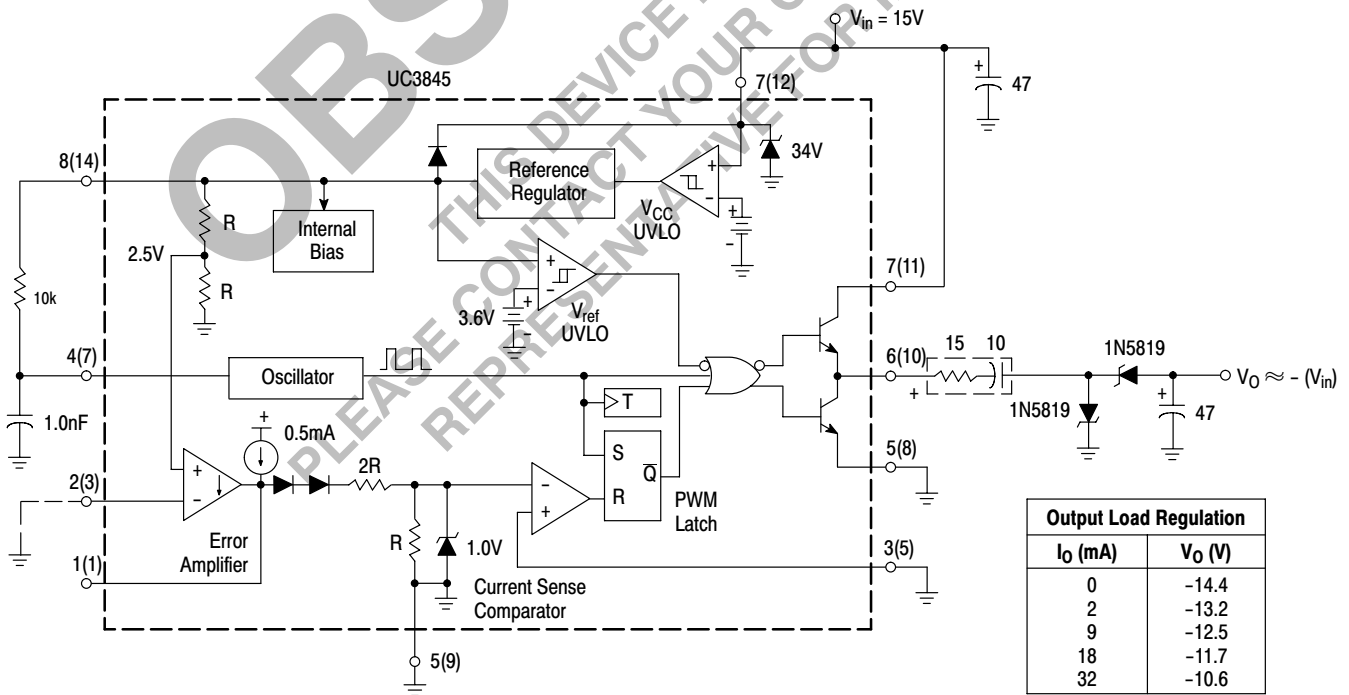 OBS
THIS DEVICE
PLEASE CONTACT YOUR
REPRESENTATIVE FOR
Vin = 15V
UC3845
7(12)
+
47
8(14)
34V
Reference
Regulator
+
-
VCC
UVLO
+
-
R
Internal
Bias
2.5V
R
10k
+
-
+
3.6V
-
Vref
UVLO
7(11)
4(7)
Oscillator
6(10)
15
10
+
1N5819
VO ≈ - (Vin)
1N5819
+
47
T
1.0nF
+
0.5mA
2R
S
Q̅
R
PWM
Latch
5(8)
2(3)
+
-
-
+
Error
Amplifier
R
1.0V
3(5)
1(1)
Current Sense
Comparator
5(9)
Output Load Regulation
IO (mA) VO (V)
0 -14.4
2 -13.2
9 -12.5
18 -11.7
32 -10.6